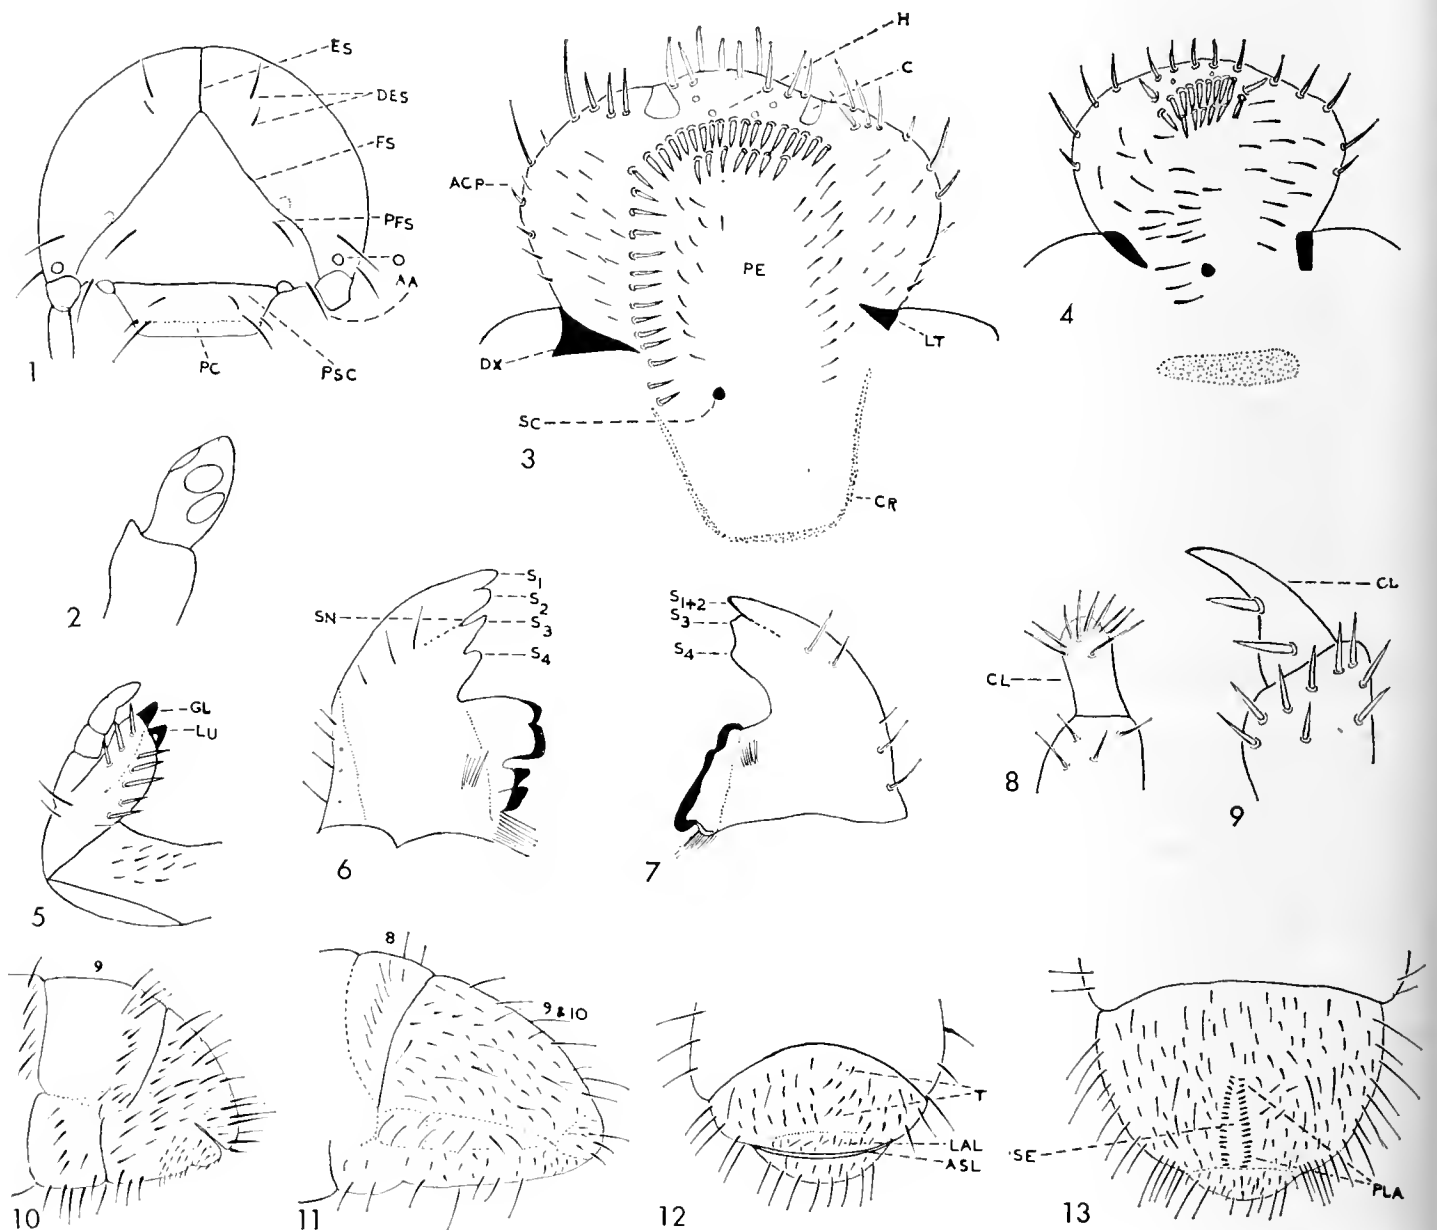 ES
DES
FS
PFS
O
AA
PC
PSC
1
H
C
ACP
PE
DX
LT
SC
3
CR
4
2
S1
S2
SN
S3
S4
6
S1+2
S3
S4
7
CL
8
CL
9
GL
LU
5
9
10
8
9 & 10
11
T
LAL
ASL
12
SE
PLA
13